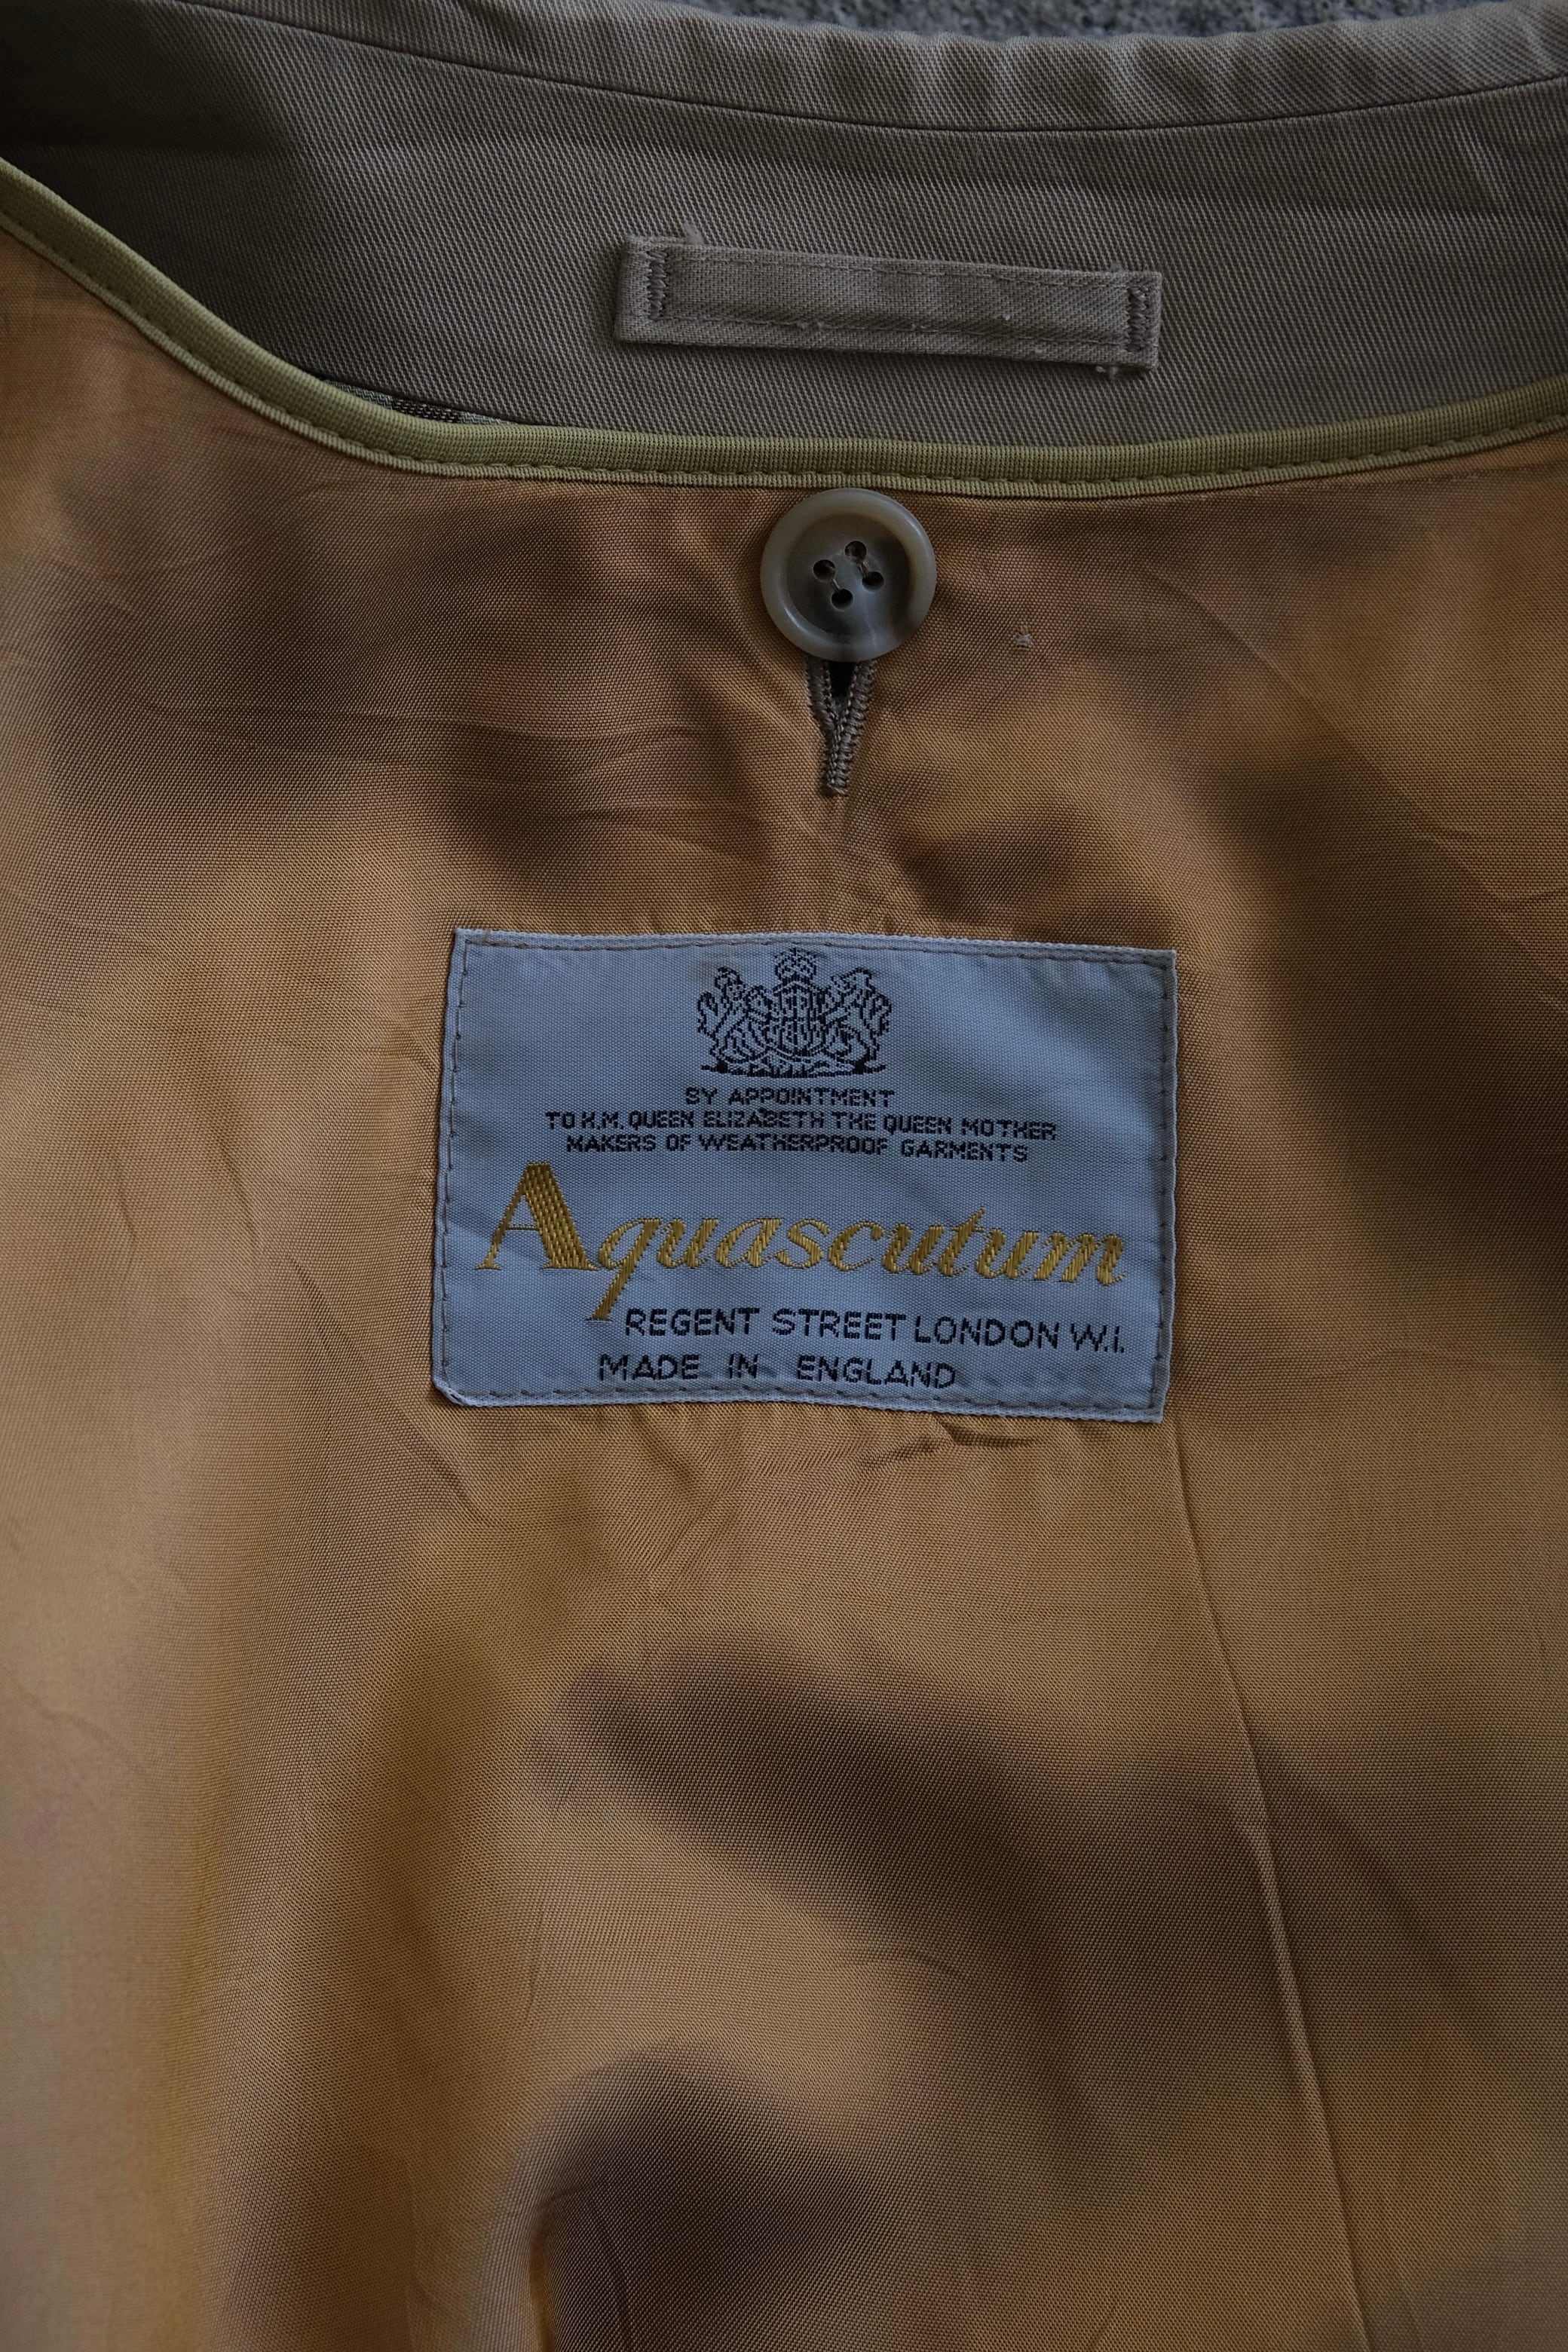 BY APPOINTMENT
TO H.M. QUEEN ELIZABETH THE QUEEN MOTHER
MAKERS OF WEATHERPROOF GARMENTS
Aquascutum
REGENT STREET LONDON W.I.
MADE IN ENGLAND